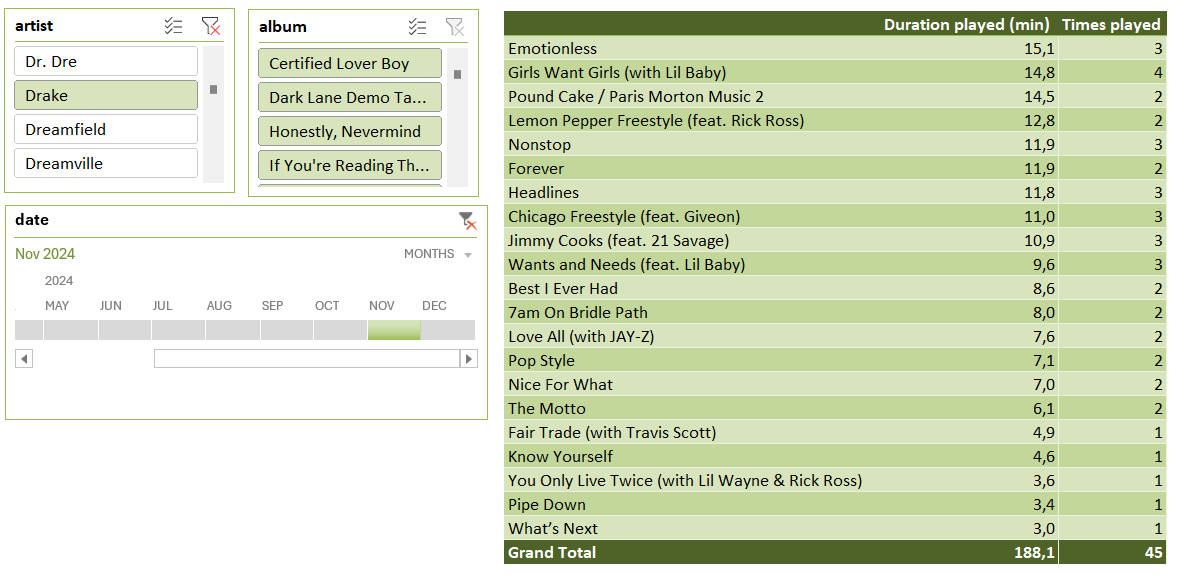 artist
Dr. Dre
Drake
Dreamfield
Dreamville
album
Certified Lover Boy
Dark Lane Demo Ta...
Honestly, Nevermind
If You're Reading Th...
date
Nov 2024
MONTHS
2024
MAY JUN JUL AUG SEP OCT NOV DEC
Duration played (min) Times played
Emotionless 15,1 3
Girls Want Girls (with Lil Baby) 14,8 4
Pound Cake / Paris Morton Music 2 14,5 2
Lemon Pepper Freestyle (feat. Rick Ross) 12,8 2
Nonstop 11,9 3
Forever 11,9 2
Headlines 11,8 3
Chicago Freestyle (feat. Giveon) 11,0 3
Jimmy Cooks (feat. 21 Savage) 10,9 3
Wants and Needs (feat. Lil Baby) 9,6 3
Best I Ever Had 8,6 2
7am On Bridle Path 8,0 2
Love All (with JAY-Z) 7,6 2
Pop Style 7,1 2
Nice For What 7,0 2
The Motto 6,1 2
Fair Trade (with Travis Scott) 4,9 1
Know Yourself 4,6 1
You Only Live Twice (with Lil Wayne & Rick Ross) 3,6 1
Pipe Down 3,4 1
What’s Next 3,0 1
Grand Total 188,1 45